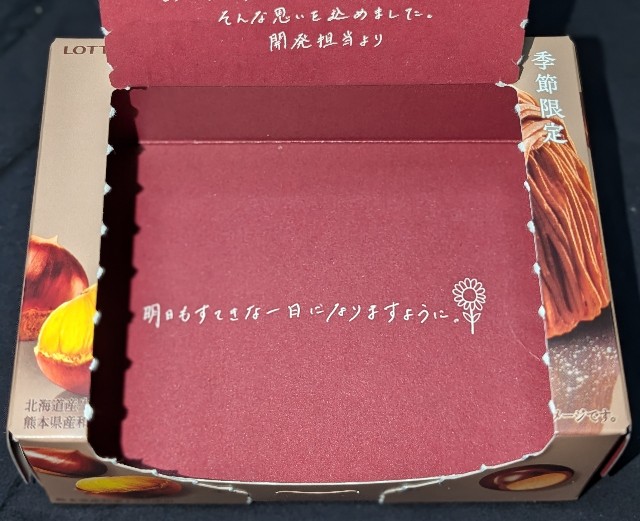 そんな思いを込めました。
開発担当より
LOTT
季節限定
明日もすてきな一日になりますように。
北海道産
熊本県産和
ージです。